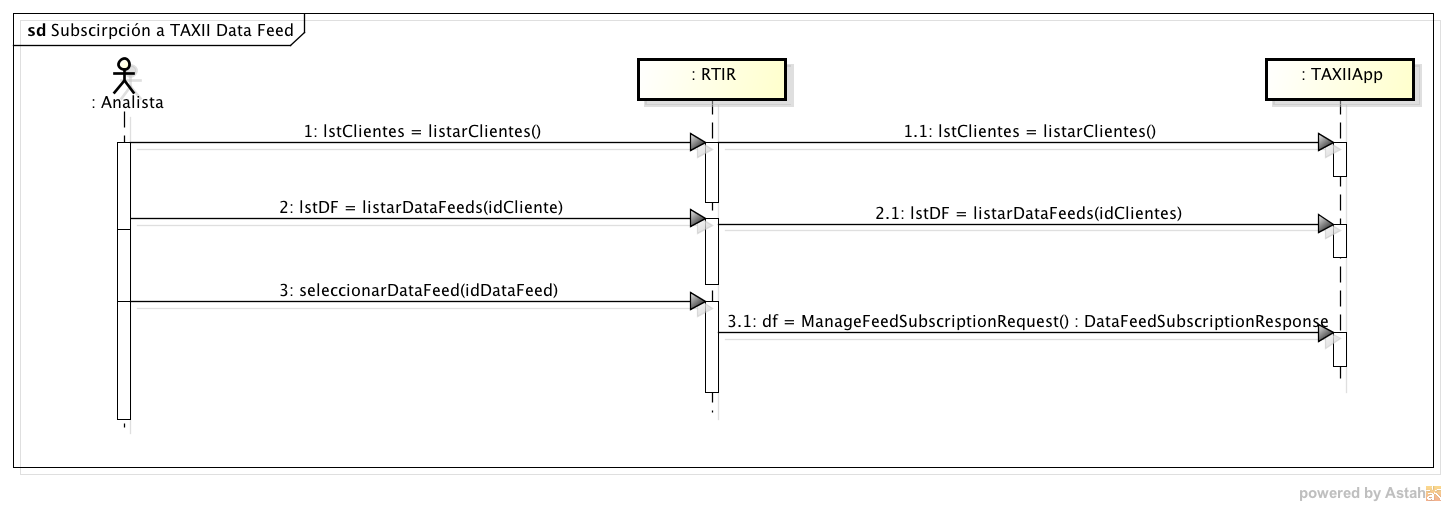 sd Subscirpción a TAXII Data Feed
: Analista
: RTIR
: TAXIIApp
1: lstClientes = listarClientes()
1.1: lstClientes = listarClientes()
2: lstDF = listarDataFeeds(idCliente)
2.1: lstDF = listarDataFeeds(idClientes)
3: seleccionarDataFeed(idDataFeed)
3.1: df = ManageFeedSubscriptionRequest() : DataFeedSubscriptionResponse
powered by Astah